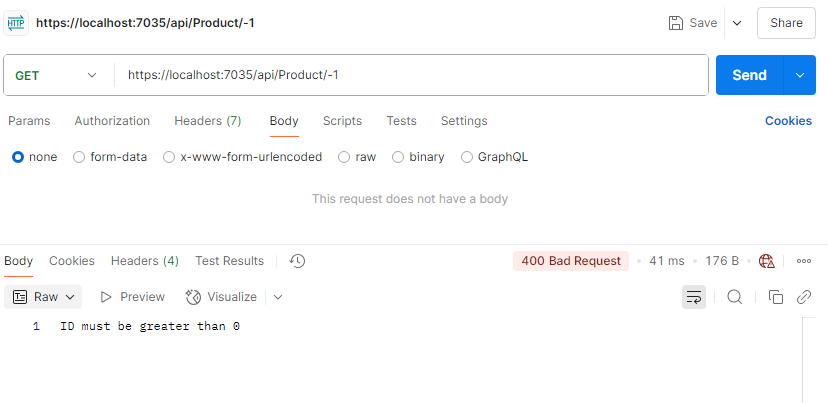 HTTP https://localhost:7035/api/Product/-1 Save Share
GET https://localhost:7035/api/Product/-1 Send
Params Authorization Headers (7) Body Scripts Tests Settings Cookies
none form-data x-www-form-urlencoded raw binary GraphQL
This request does not have a body
Body Cookies Headers (4) Test Results 400 Bad Request • 41 ms • 176 B •
Raw Preview Visualize
1 ID must be greater than 0